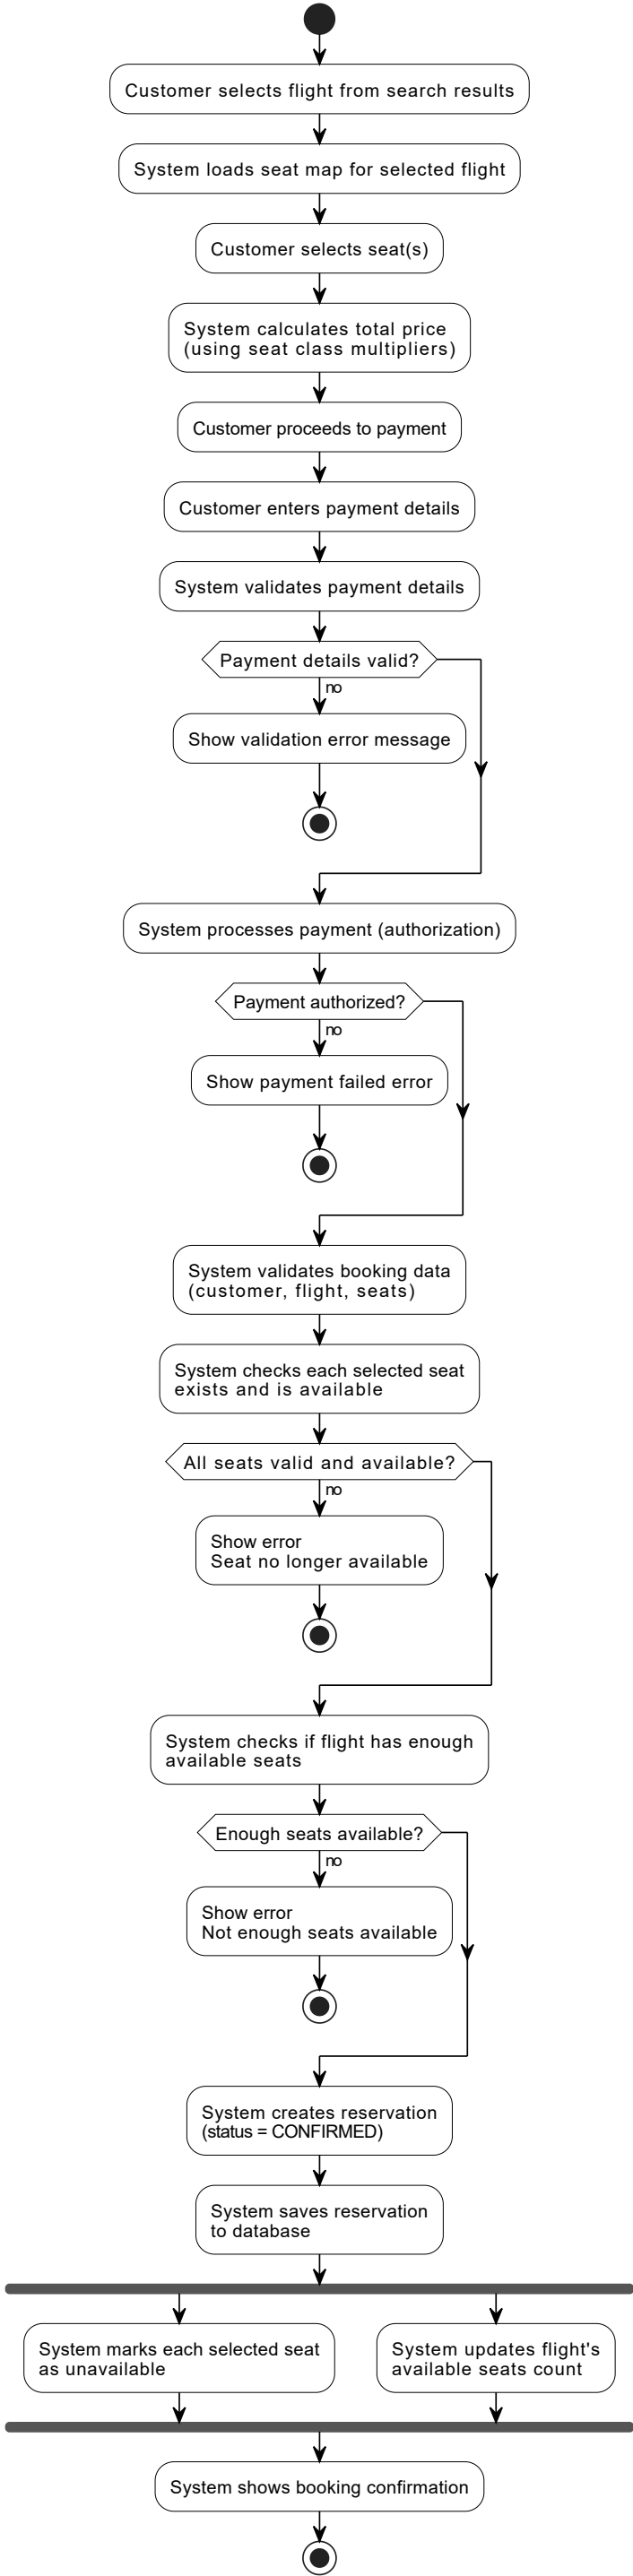 Customer selects flight from search results
System loads seat map for selected flight
Customer selects seat(s)
System calculates total price
(using seat class multipliers)
Customer proceeds to payment
Customer enters payment details
System validates payment details
Payment details valid?
no
Show validation error message
System processes payment (authorization)
Payment authorized?
no
Show payment failed error
System validates booking data
(customer, flight, seats)
System checks each selected seat
exists and is available
All seats valid and available?
no
Show error
Seat no longer available
System checks if flight has enough
available seats
Enough seats available?
no
Show error
Not enough seats available
System creates reservation
(status = CONFIRMED)
System saves reservation
to database
System marks each selected seat
as unavailable
System updates flight's
available seats count
System shows booking confirmation